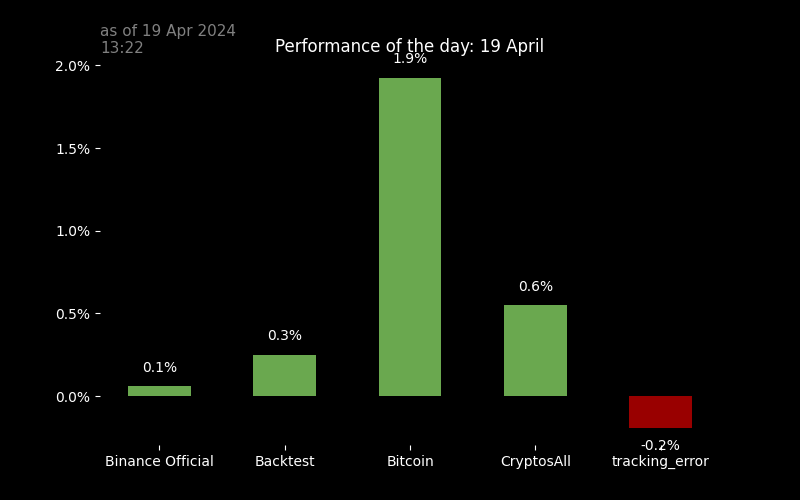 as of 19 Apr 2024
13:22
Performance of the day: 19 April
2.0%
1.5%
1.0%
0.5%
0.0%
0.1%
0.3%
1.9%
0.6%
-0.2%
Binance Official
Backtest
Bitcoin
CryptosAll
tracking_error